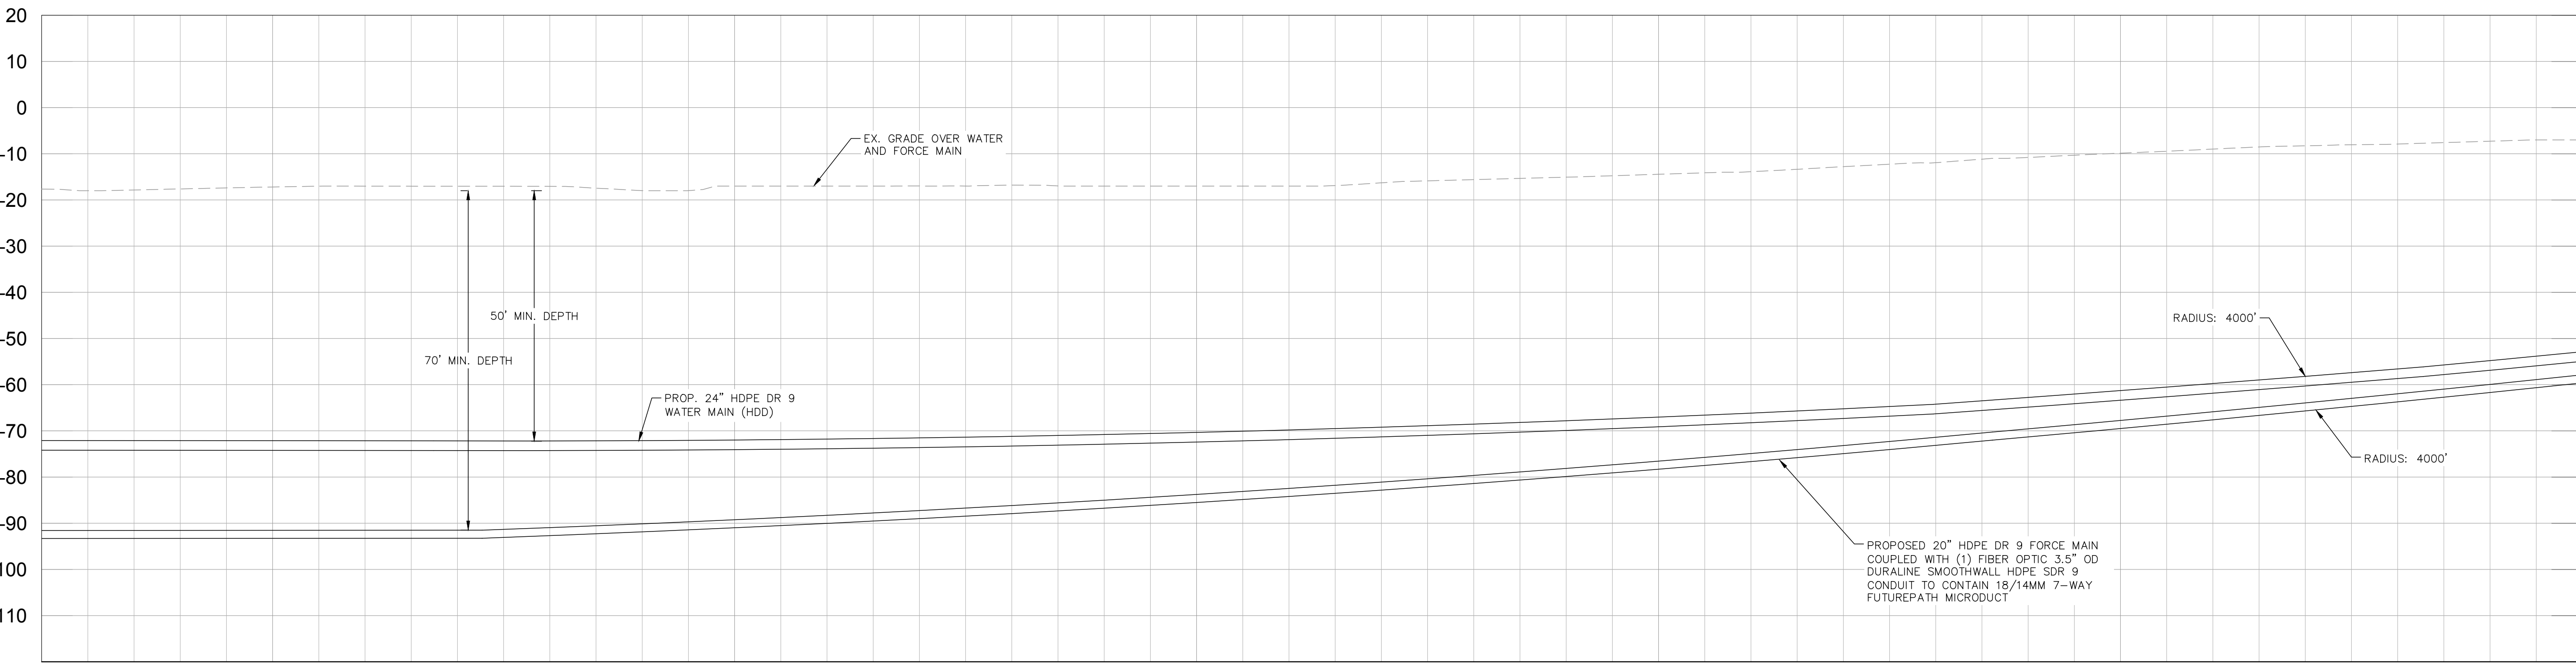 20
10
0
-10
-20
-30
-40
-50
-60
-70
-80
-90
100
110
EX. GRADE OVER WATER
AND FORCE MAIN
50' MIN. DEPTH
70' MIN. DEPTH
PROP. 24" HDPE DR 9
WATER MAIN (HDD)
RADIUS: 4000'
RADIUS: 4000'
PROPOSED 20" HDPE DR 9 FORCE MAIN
COUPLED WITH (1) FIBER OPTIC 3.5" OD
DURALINE SMOOTHWALL HDPE SDR 9
CONDUIT TO CONTAIN 18/14MM 7-WAY
FUTUREPATH MICRODUCT